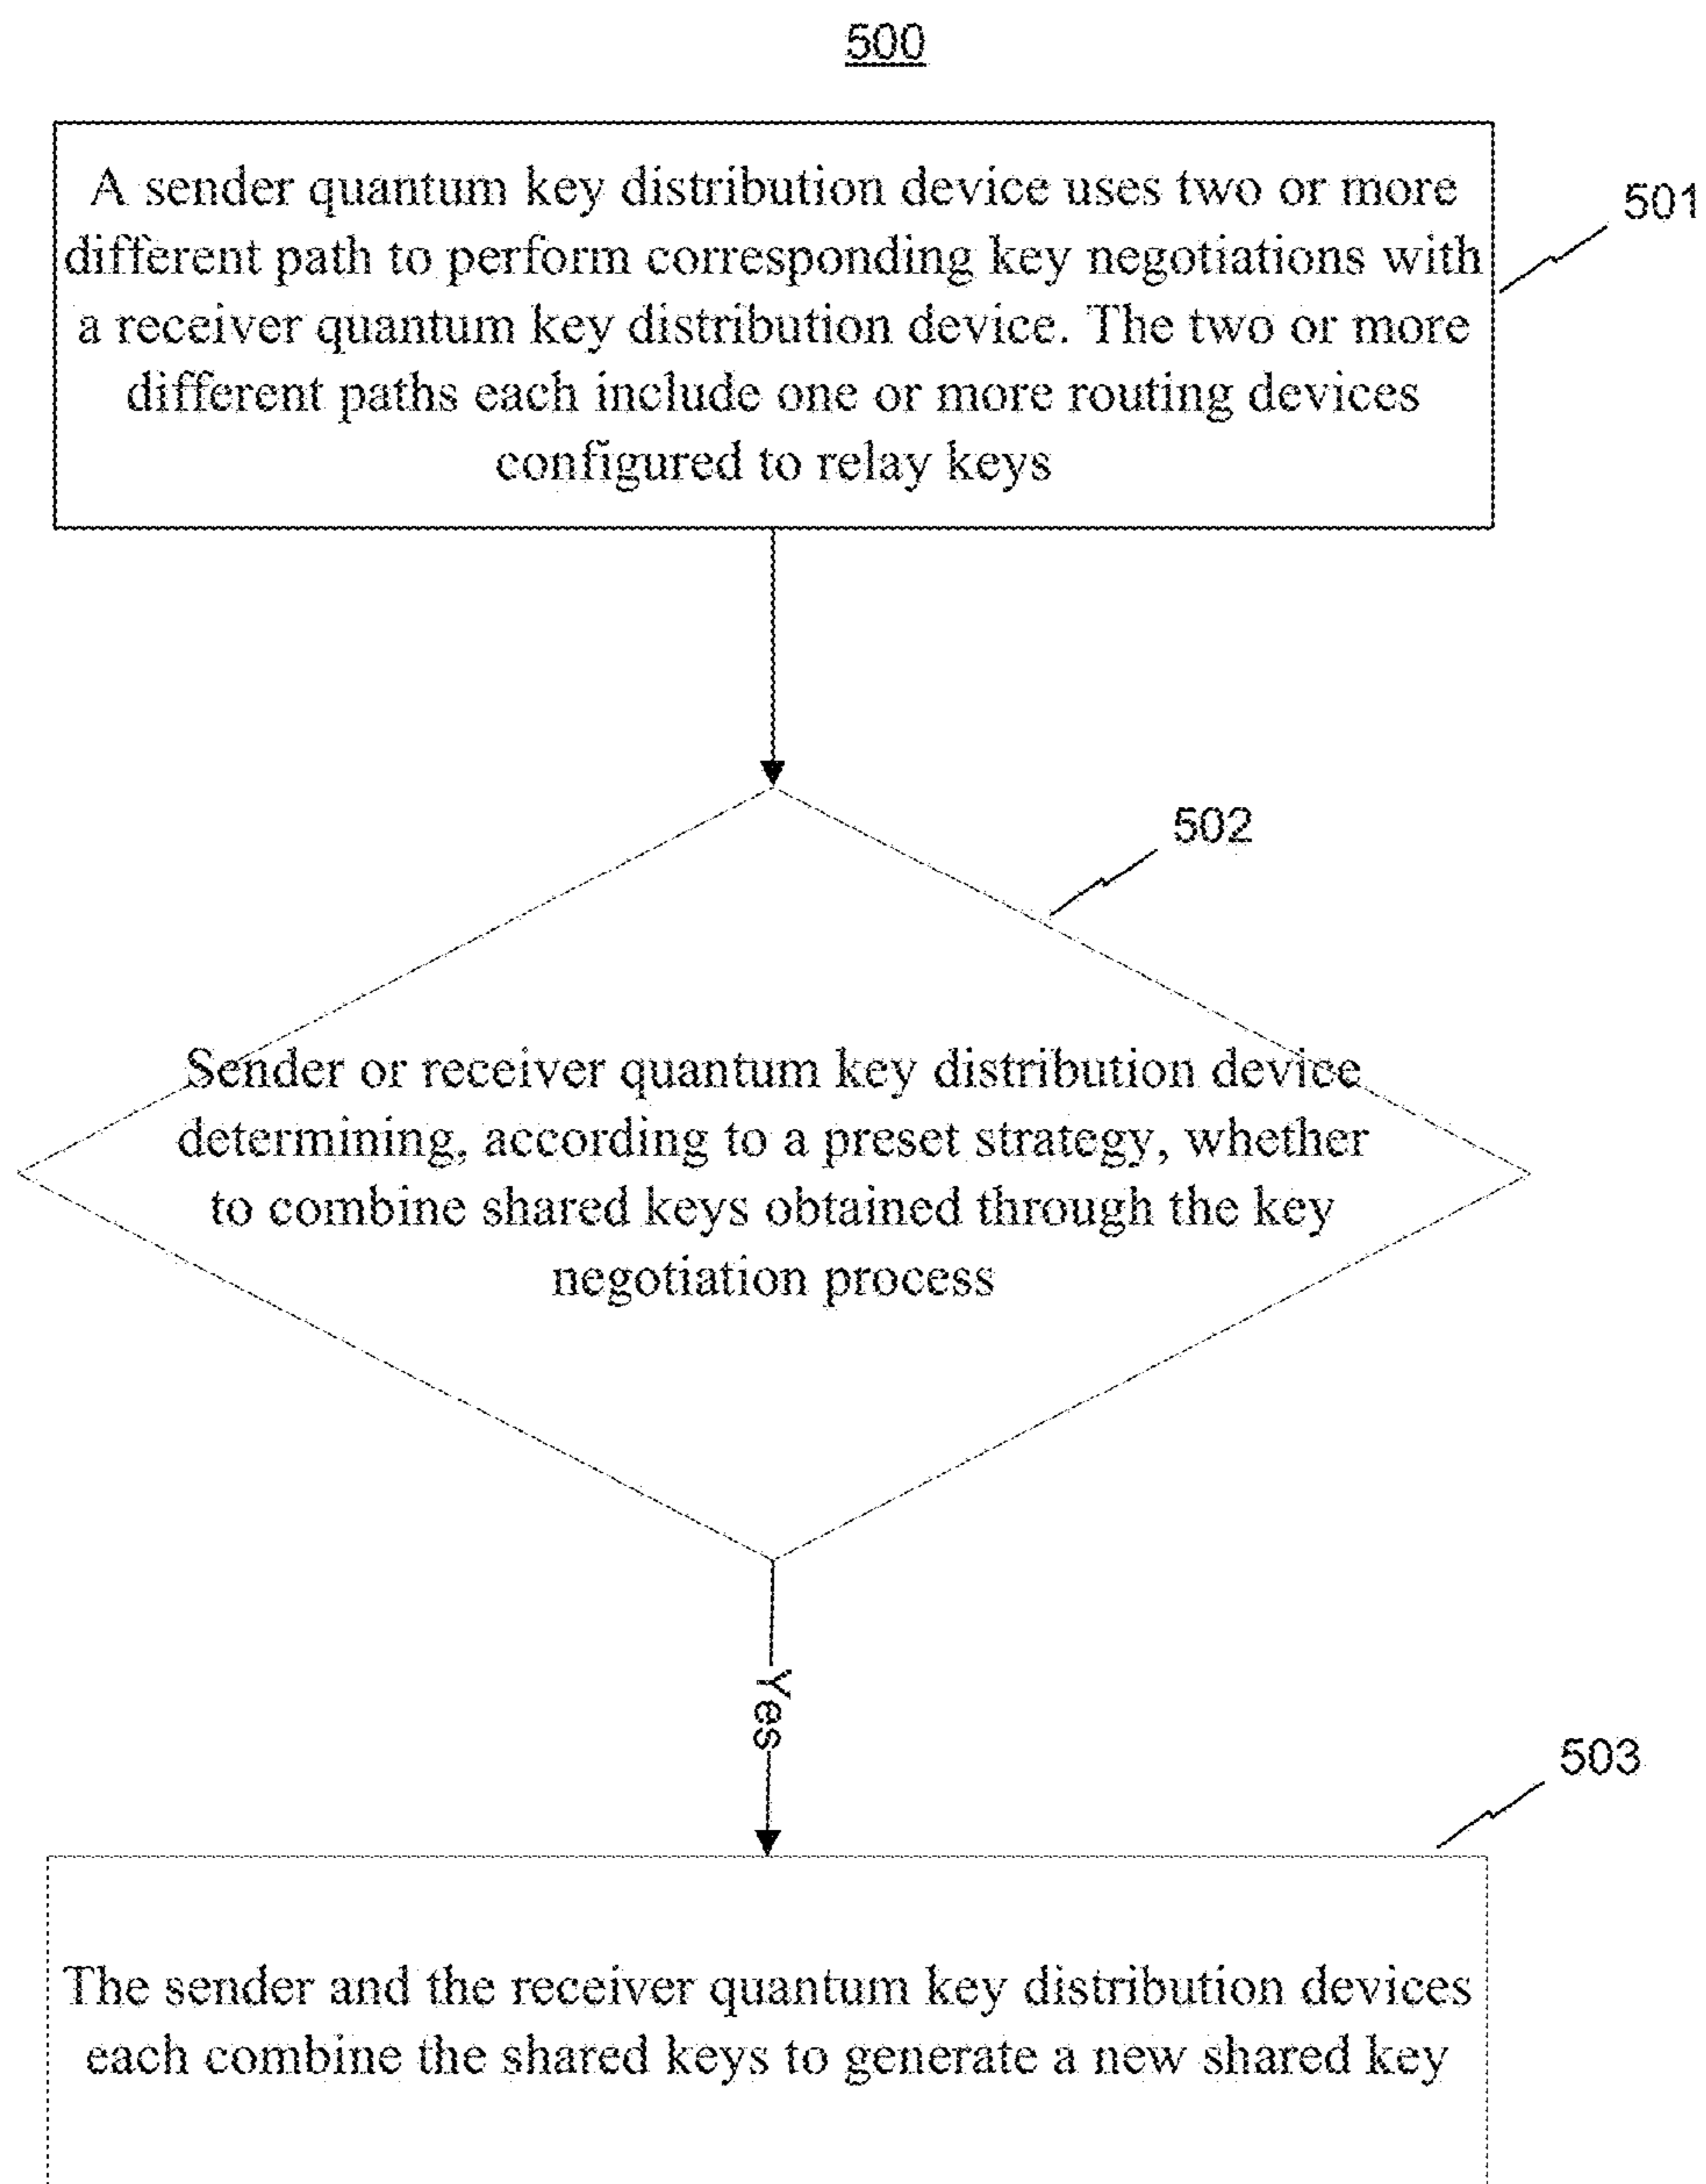 500
A sender quantum key distribution device uses two or more
different path to perform corresponding key negotiations with
a receiver quantum key distribution device. The two or more
different paths each include one or more routing devices
configured to relay keys
501
502
Sender or receiver quantum key distribution device
determining, according to a preset strategy, whether
to combine shared keys obtained through the key
negotiation process
Yes
503
The sender and the receiver quantum key distribution devices
each combine the shared keys to generate a new shared key